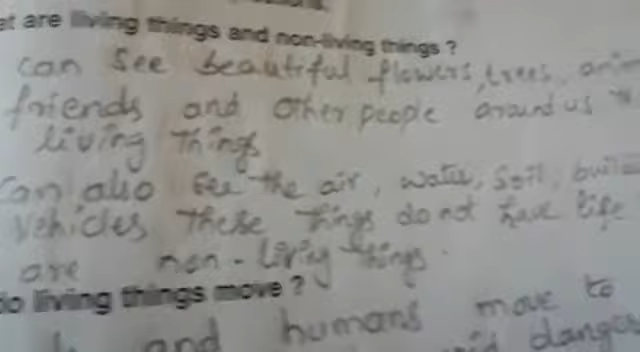 are living things and non-living things ?
can see beautiful flowers, trees,
friends and other people around us
living things
can also see the air, water, soil,
vehicles these things do not have life
are non-living things.
do living things move ?
and humans move to